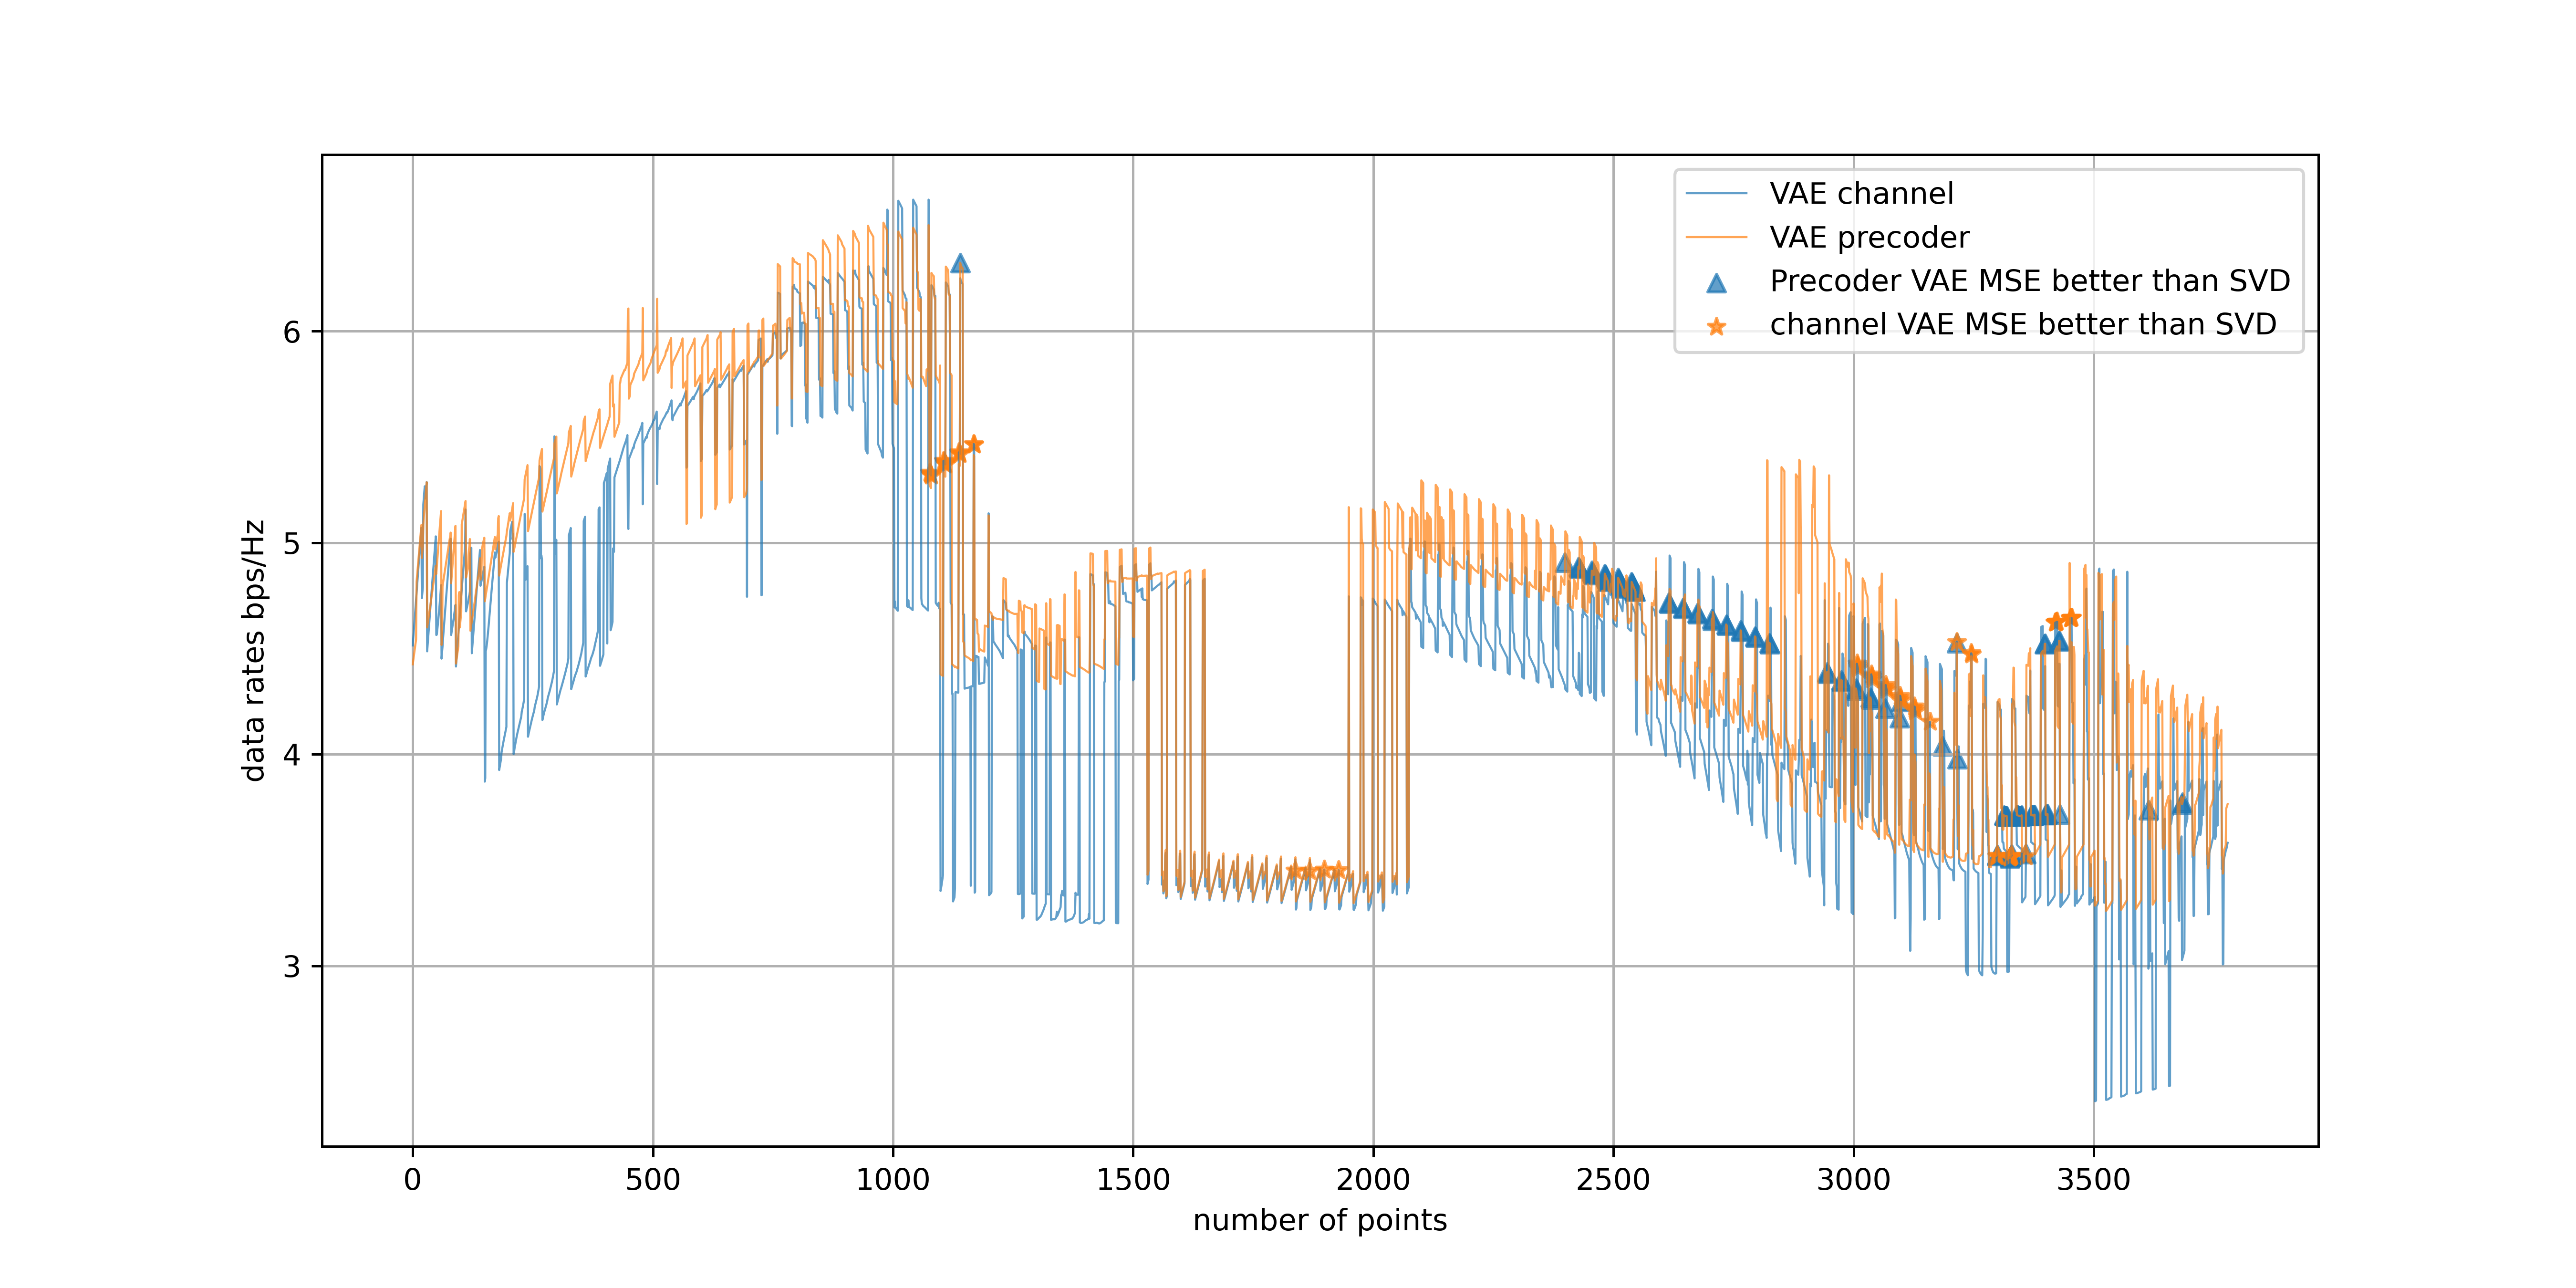 VAE channel
VAE precoder
Precoder VAE MSE better than SVD
channel VAE MSE better than SVD
data rates bps/Hz
6
5
4
3
0 500 1000 1500 2000 2500 3000 3500
number of points